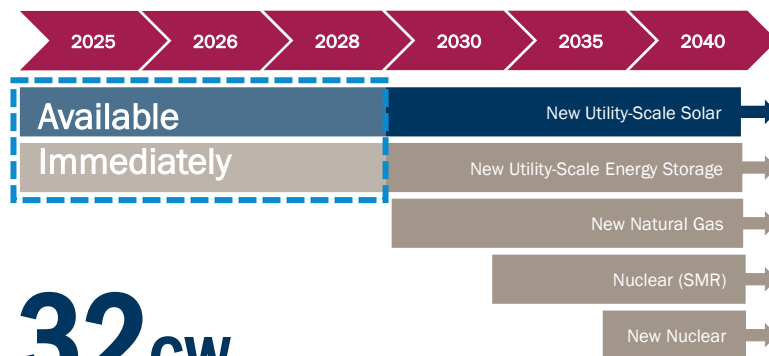 2025 2026 2028 2030 2035 2040
Available
Immediately
New Utility-Scale Solar
New Utility-Scale Energy Storage
New Natural Gas
Nuclear (SMR)
New Nuclear
32GW